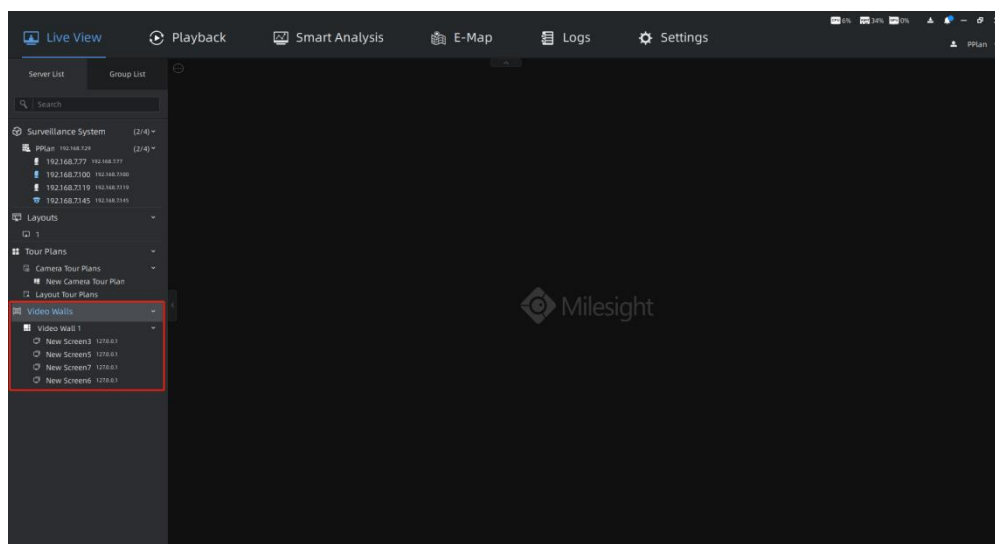 6% 34% 0%
Live View Playback Smart Analysis E-Map Logs Settings
PPlan
Server List Group List
Search
Surveillance System (2/4)
PPlan 192.168.7.29 (2/4)
192.168.7.77 192.168.7.77
192.168.7.100 192.168.7.100
192.168.7.119 192.168.7.119
192.168.7.145 192.168.7.145
Layouts
1
Tour Plans
Camera Tour Plans
New Camera Tour Plan
Layout Tour Plans
Video Walls
Video Wall 1
New Screen3 127.0.0.1
New Screen5 127.0.0.1
New Screen7 127.0.0.1
New Screen6 127.0.0.1
Milesight